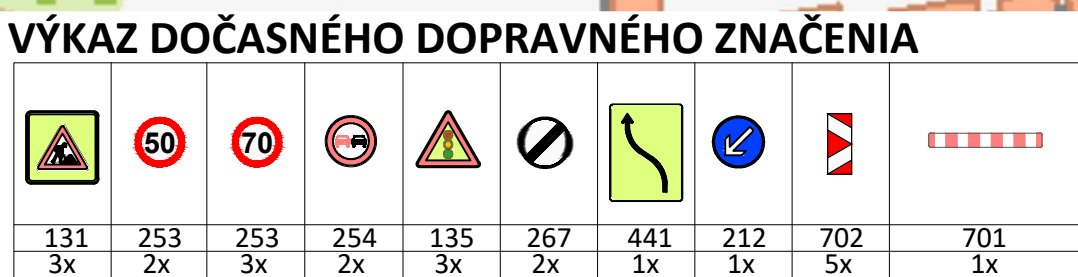 VÝKAZ DOČASNÉHO DOPRAVNÉHO ZNAČENIA
50 70
131 253 253 254 135 267 441 212 702 701
3x 2x 3x 2x 3x 2x 1x 1x 5x 1x